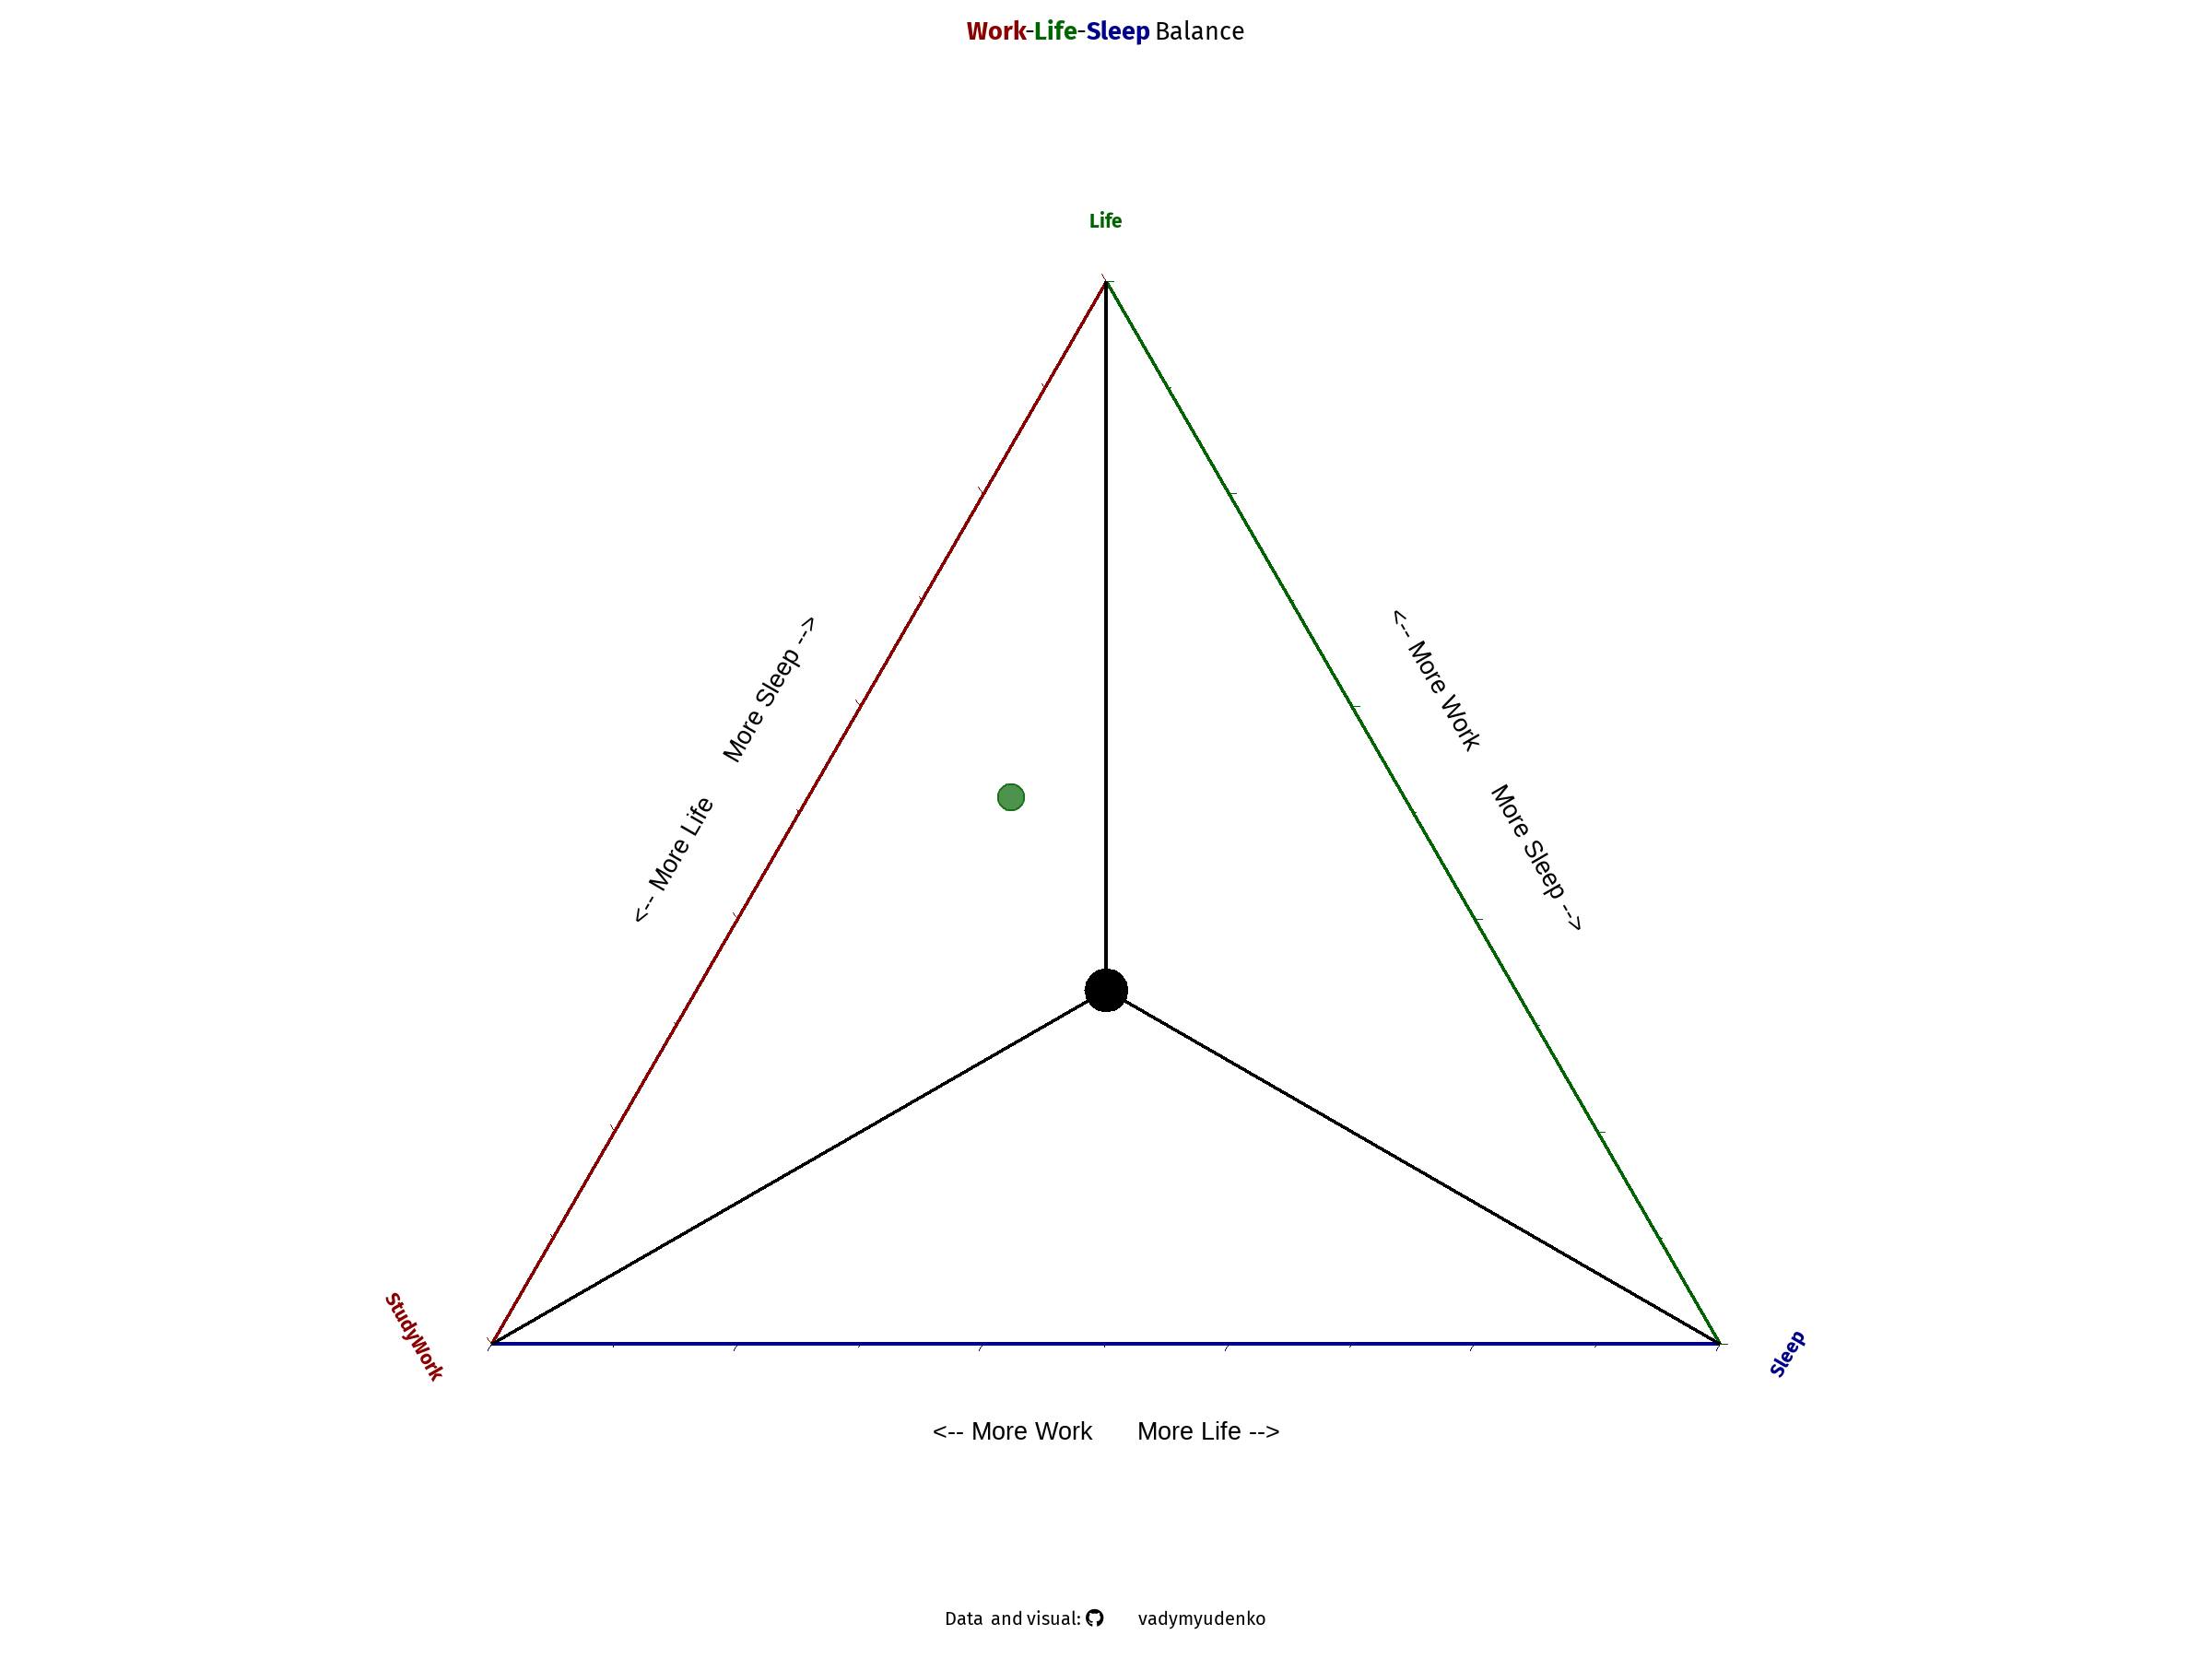 Work-Life-Sleep Balance
Life
More Sleep -->
<-- More Life
<-- More Work
More Sleep -->
StudyWork
Sleep
<-- More Work More Life -->
Data and visual: vadymyudenko